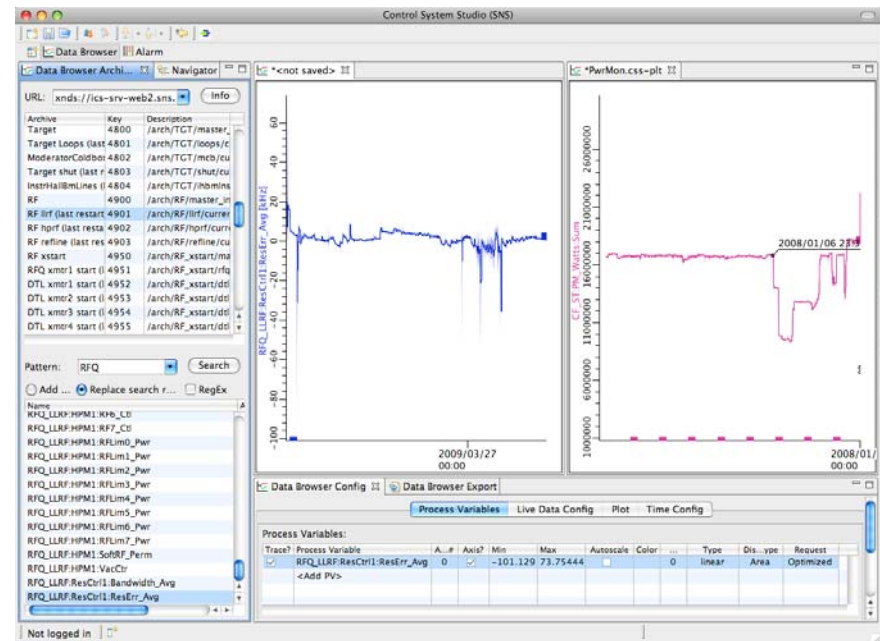 Control System Studio (SNS)
Data Browser Alarm
Data Browser Archi... Navigator
URL: xnds://ics-srv-web2.sns. Info
Archive Key Description
Target 4800 /arch/TGT/master_
Target Loops (last 4801 /arch/TGT/loops/c
ModeratorColdbox 4802 /arch/TGT/mcb/cu
Target shut (last r 4803 /arch/TGT/shut/cu
InstrHallBmLines (l 4804 /arch/TGT/ihbmlns
RF 4900 /arch/RF/master_in
RF llrf (last restart 4901 /arch/RF/llrf/curren
RF hprf (last resta 4902 /arch/RF/hprf/curre
RF refline (last res 4903 /arch/RF/refline/cu
RF xstart 4950 /arch/RF_xstart/ma
RFQ xmtr1 start (l 4951 /arch/RF_xstart/rfq
DTL xmtr1 start (l 4952 /arch/RF_xstart/dtl
DTL xmtr2 start (l 4953 /arch/RF_xstart/dtl
DTL xmtr3 start (l 4954 /arch/RF_xstart/dtl
DTL xmtr4 start (l 4955 /arch/RF_xstart/dtl
Pattern: RFQ Search
Add ... Replace search r... RegEx
Name A
RFQ_LLRF:HPM1:RF6_Ctl
RFQ_LLRF:HPM1:RF7_Ctl
RFQ_LLRF:HPM1:RFLim0_Pwr
RFQ_LLRF:HPM1:RFLim1_Pwr
RFQ_LLRF:HPM1:RFLim2_Pwr
RFQ_LLRF:HPM1:RFLim3_Pwr
RFQ_LLRF:HPM1:RFLim4_Pwr
RFQ_LLRF:HPM1:RFLim5_Pwr
RFQ_LLRF:HPM1:RFLim6_Pwr
RFQ_LLRF:HPM1:RFLim7_Pwr
RFQ_LLRF:HPM1:SoftRF_Perm
RFQ_LLRF:HPM1:VacCtr
RFQ_LLRF:ResCtrl1:Bandwidth_Avg
RFQ_LLRF:ResCtrl1:ResErr_Avg
*<not saved>
RFQ_LLRF:ResCtrl1:ResErr_Avg [kHz]
60
40
20
0
-20
-40
-60
-80
-100
2009/03/27
00:00
*PwrMon.css-plt
CF_ST PM_Watts Sum
26000000
21000000
16000000
11000000
6000000
1000000
2008/01/06
2008/01/
00:00
Data Browser Config Data Browser Export
Process Variables Live Data Config Plot Time Config
Process Variables:
Trace? Process Variable A...# Axis? Min Max Autoscale Color ... Type Dis...ype Request
RFQ_LLRF:ResCtrl1:ResErr_Avg 0 -101.129 73.75444 0 linear Area Optimized
<Add PV>
Not logged in